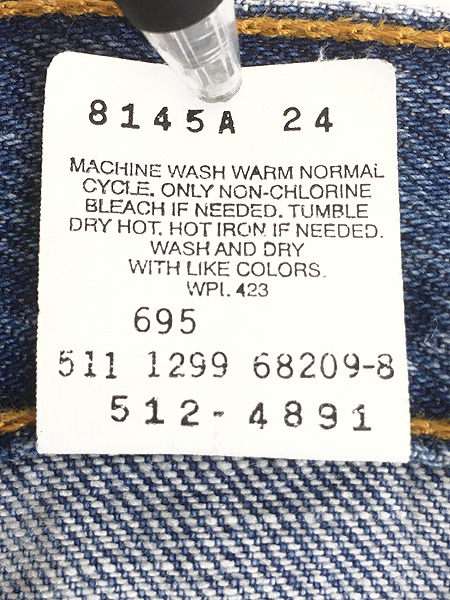 8145A 24
MACHINE WASH WARM NORMAL
CYCLE. ONLY NON-CHLORINE
BLEACH IF NEEDED. TUMBLE
DRY HOT. HOT IRON IF NEEDED.
WASH AND DRY
WITH LIKE COLORS.
WPL 423
695
511 1299 68209-8
512-4891